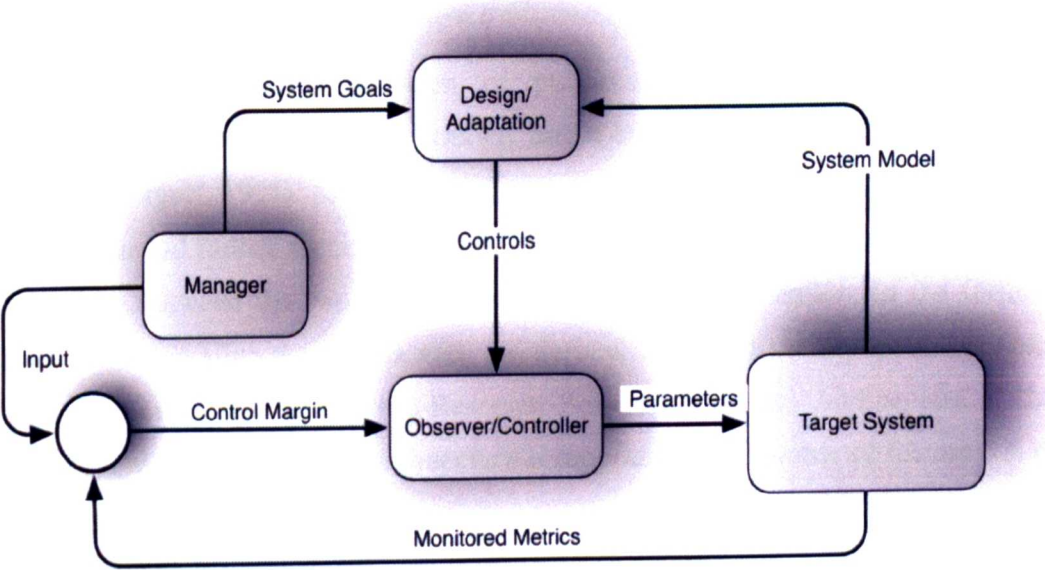 System Goals
Design/
Adaptation
System Model
Controls
Manager
Input
Control Margin
Observer/Controller
Parameters
Target System
Monitored Metrics